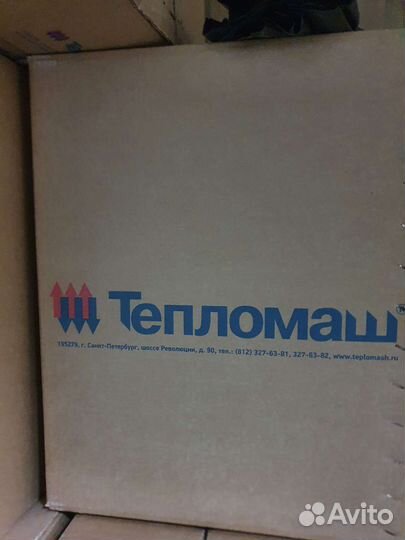 Тепломаш
195279, г. Санкт-Петербург, шоссе Революции, д. 90, тел.: (812) 327-63-81, 327-63-82, www.teplomash.ru
Avito